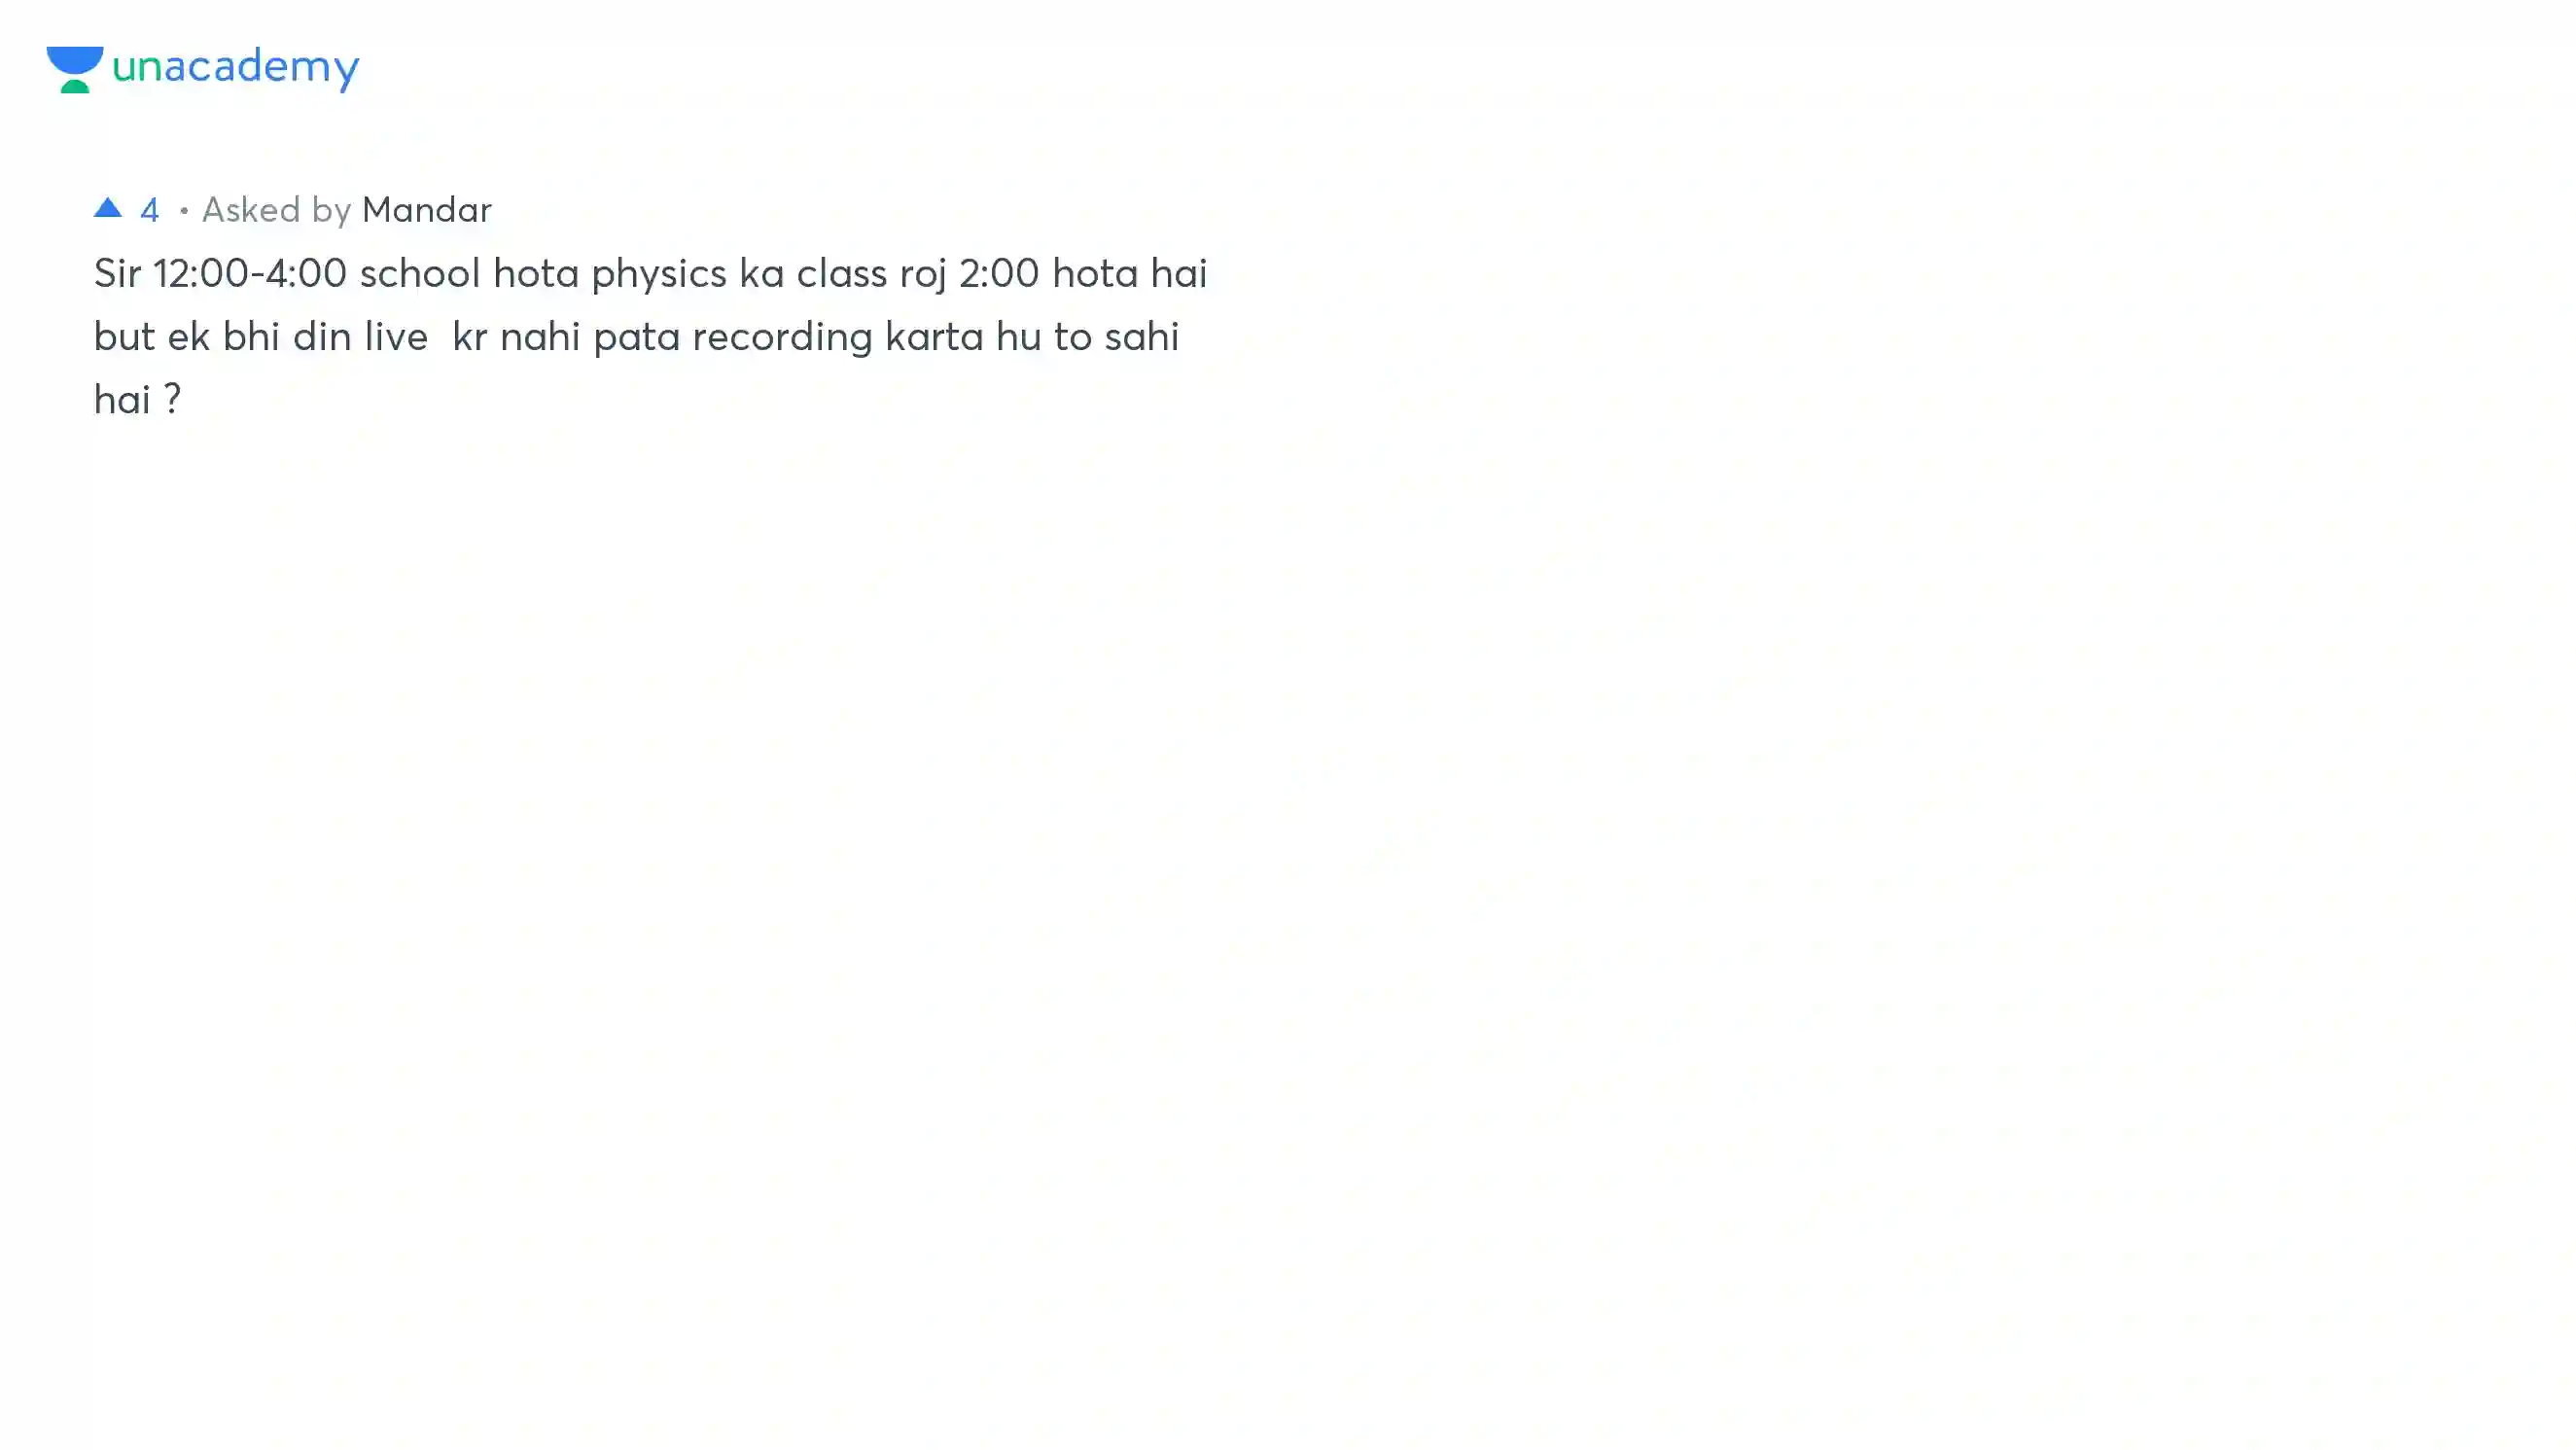 unacademy
▲ 4 • Asked by Mandar
Sir 12:00-4:00 school hota physics ka class roj 2:00 hota hai
but ek bhi din live  kr nahi pata recording karta hu to sahi
hai ?